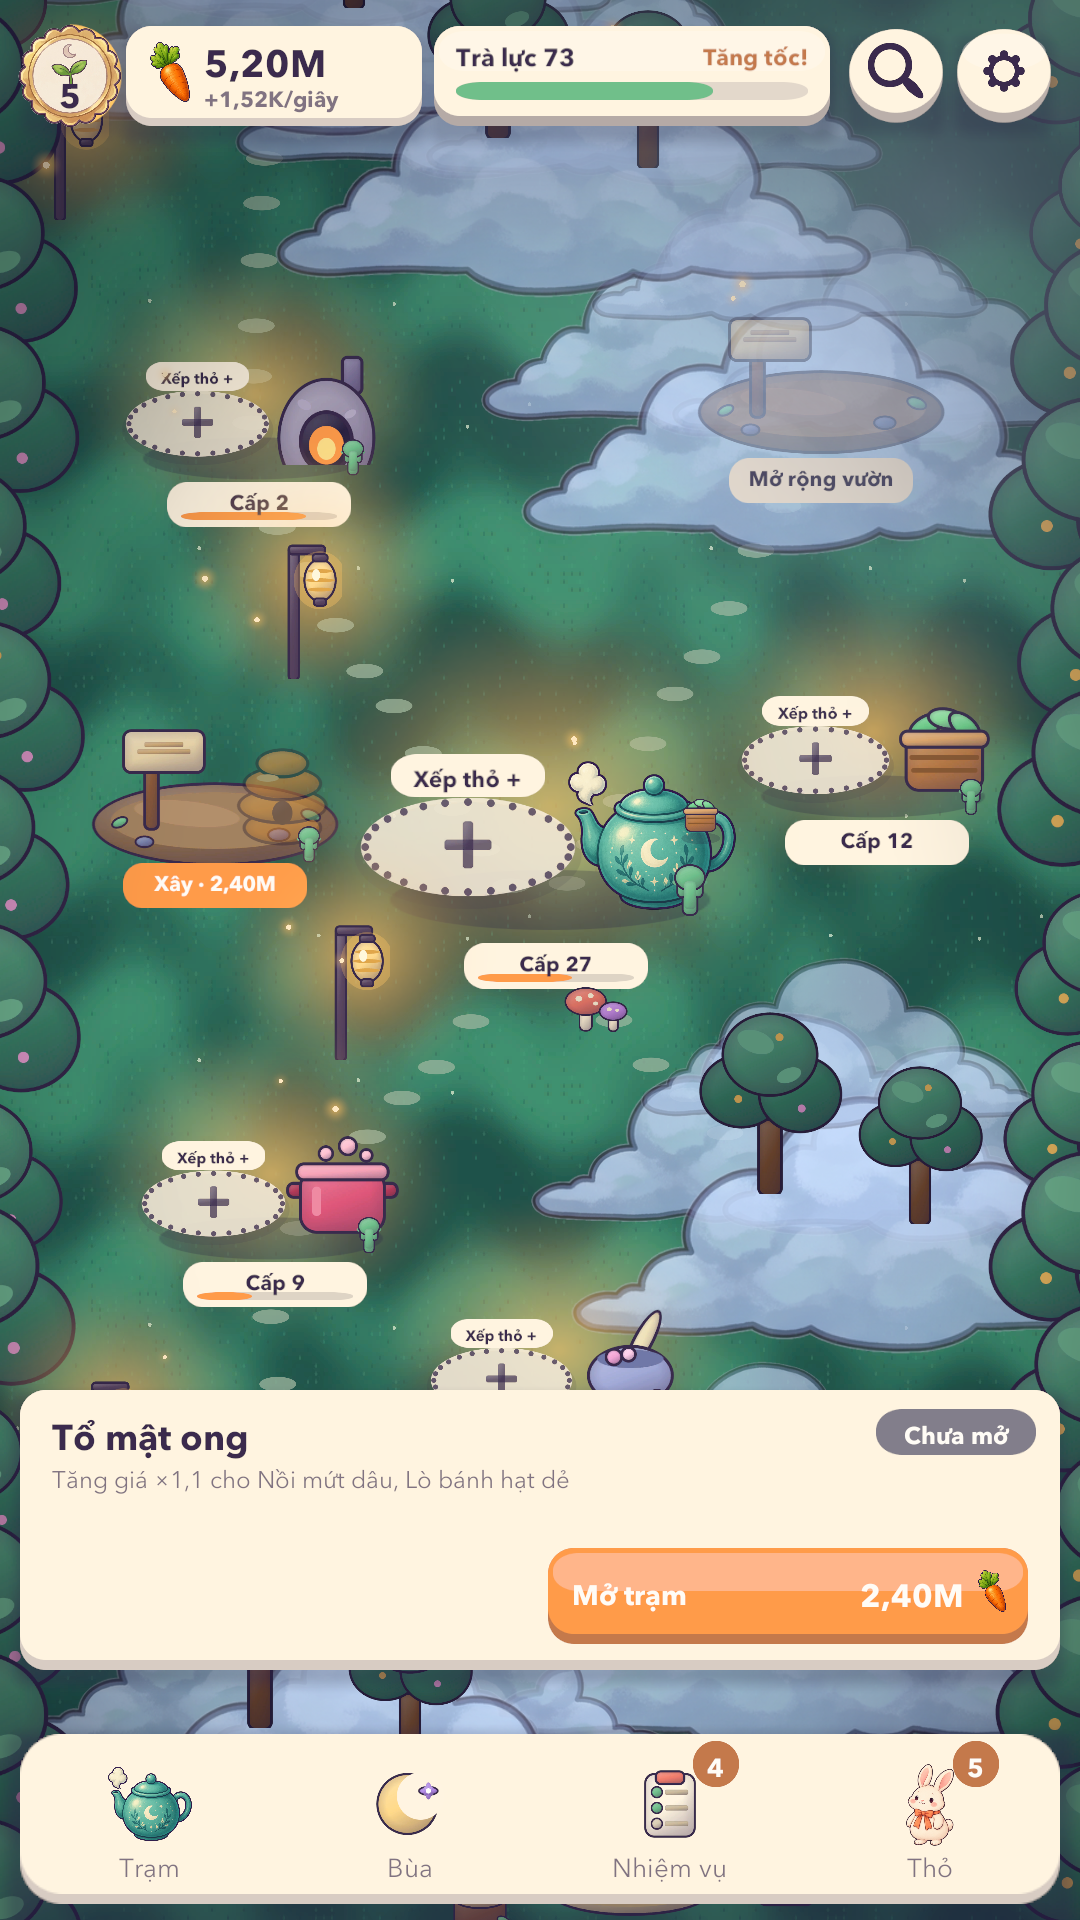 5
5,20M
+1,52K/giây
Trà lực 73
Tăng tốc!
Xếp thỏ +
Cấp 2
Mở rộng vườn
Xếp thỏ +
Cấp 12
Xếp thỏ +
Xây · 2,40M
Cấp 27
Xếp thỏ +
Cấp 9
Xếp thỏ +
Tổ mật ong
Chưa mở
Tăng giá ×1,1 cho Nồi mứt dâu, Lò bánh hạt dẻ
Mở trạm
2,40M
4
5
Trạm
Bùa
Nhiệm vụ
Thỏ